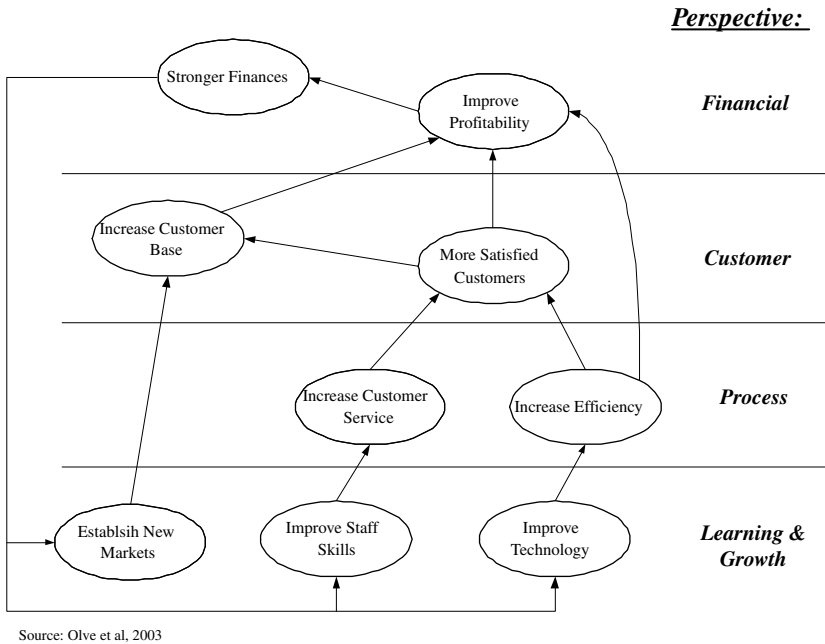 Perspective:
Stronger Finances
Improve
Profitability
Financial
Increase Customer
Base
More Satisfied
Customers
Customer
Increase Customer
Service
Increase Efficiency
Process
Establsih New
Markets
Improve Staff
Skills
Improve
Technology
Learning &
Growth
Source: Olve et al, 2003